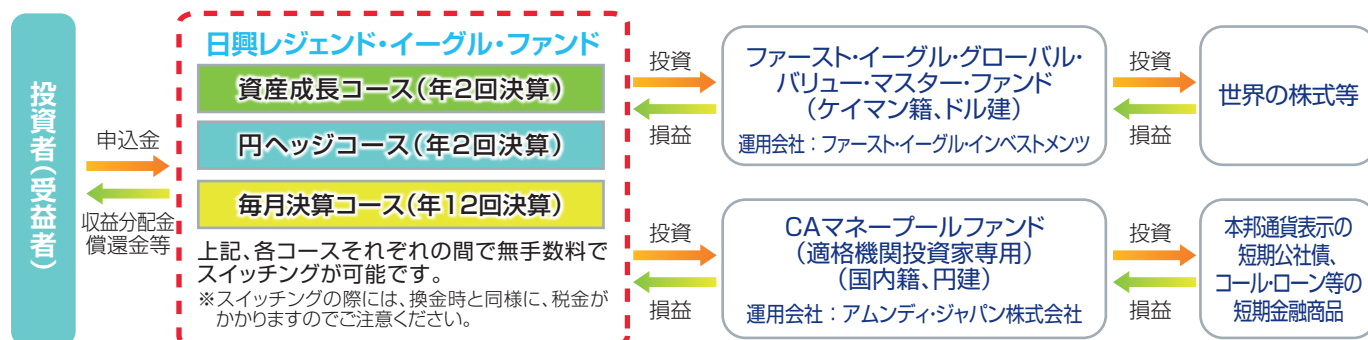 投資者(受益者)
申込金
収益分配金
償還金等
日興レジェンド・イーグル・ファンド
資産成長コース(年2回決算)
円ヘッジコース(年2回決算)
毎月決算コース(年12回決算)
上記、各コースそれぞれの間で無手数料で
スイッチングが可能です。
※スイッチングの際には、換金時と同様に、税金が
かかりますのでご注意ください。
投資
損益
ファースト・イーグル・グローバル・
バリュー・マスター・ファンド
(ケイマン籍、ドル建)
運用会社:ファースト・イーグル・インベストメンツ
投資
損益
世界の株式等
投資
損益
CAマネープールファンド
(適格機関投資家専用)
(国内籍、円建)
運用会社:アムンディ・ジャパン株式会社
投資
損益
本邦通貨表示の
短期公社債、
コール・ローン等の
短期金融商品